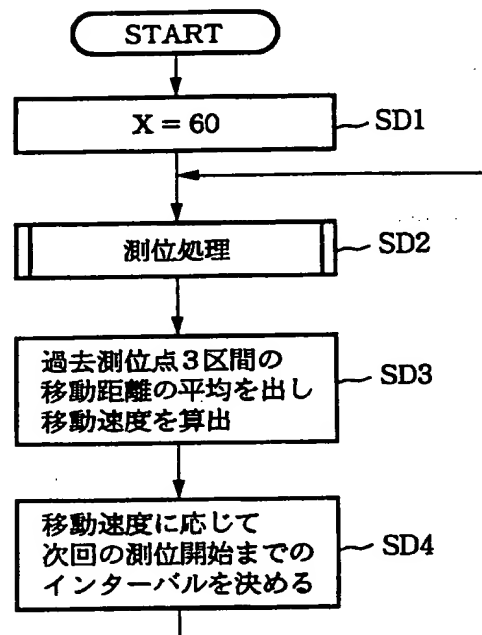 START
X = 60
SD1
測位処理
SD2
過去測位点3区間の
移動距離の平均を出し
移動速度を算出
SD3
移動速度に応じて
次回の測位開始までの
インターバルを決める
SD4